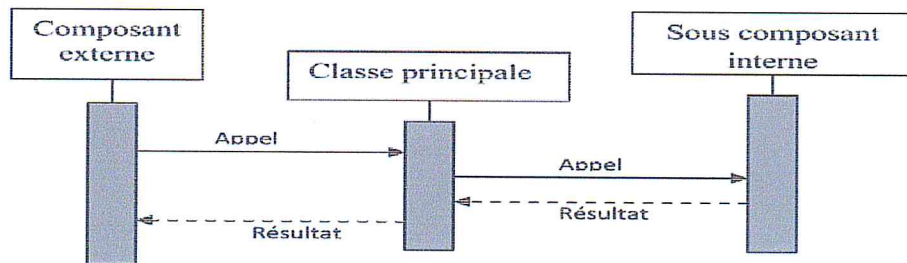 Composant
externe
Classe principale
Sous composant
interne
Appel
Appel
Résultat
Résultat